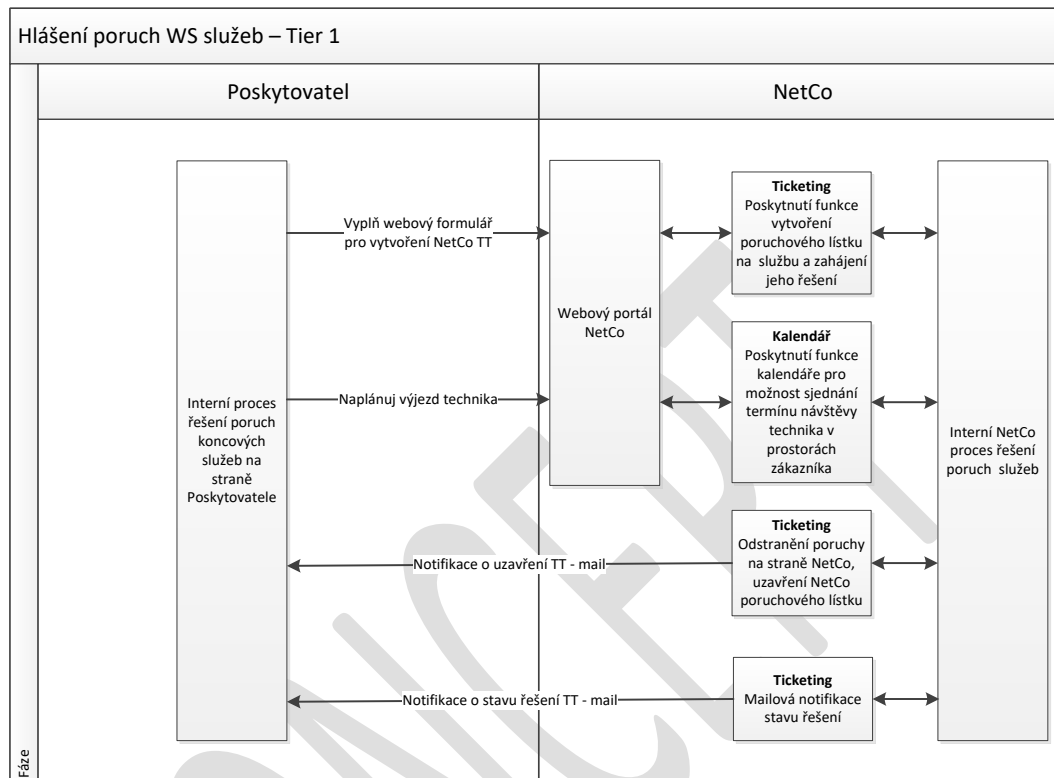 Hlášení poruch WS služeb – Tier 1
Poskytovatel
NetCo
Vyplň webový formulář
pro vytvoření NetCo TT
Ticketing
Poskytnutí funkce
vytvoření
poruchového lístku
na službu a zahájení
jeho řešení
Webový portál
NetCo
Kalendář
Poskytnutí funkce
kalendáře pro
možnost sjednání
termínu návštěvy
technika v
prostorách
zákazníka
Naplánuj výjezd technika
Interní proces
řešení poruch
koncových
služeb na
straně
Poskytovatele
Interní NetCo
proces řešení
poruch služeb
Ticketing
Odstranění poruchy
na straně NetCo,
uzavření NetCo
poruchového lístku
Notifikace o uzavření TT - mail
Ticketing
Mailová notifikace
stavu řešení
Notifikace o stavu řešení TT - mail
Fáze
ONCEPT